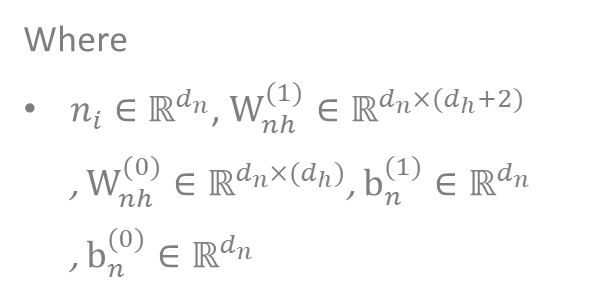 Where
• nᵢ ∈ ℝ^{d_n}, W_{nh}^{(1)} ∈ ℝ^{d_n×(d_h+2)}
, W_{nh}^{(0)} ∈ ℝ^{d_n×(d_h)}, b_n^{(1)} ∈ ℝ^{d_n}
, b_n^{(0)} ∈ ℝ^{d_n}